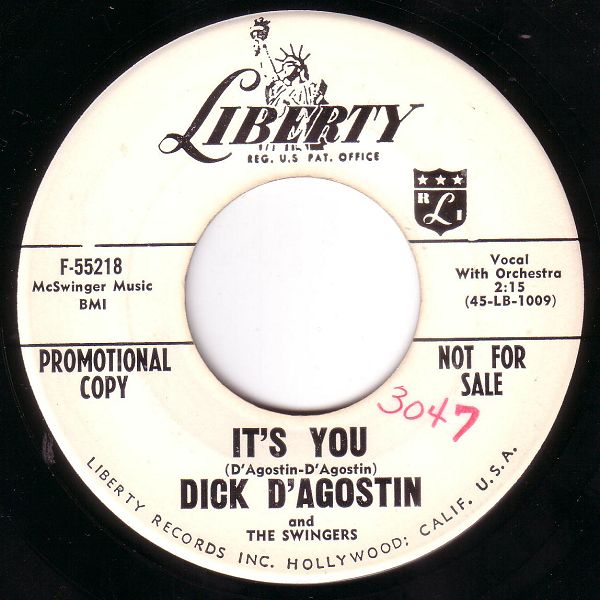 LIBERTY
REG. U.S. PAT. OFFICE
R L I
F-55218
McSwinger Music
BMI
Vocal
With Orchestra
2:15
(45-LB-1009)
PROMOTIONAL
COPY
NOT FOR
SALE
3047
IT'S YOU
(D'Agostin-D'Agostin)
DICK D'AGOSTIN
and
THE SWINGERS
LIBERTY RECORDS INC. HOLLYWOOD; CALIF. U.S.A.